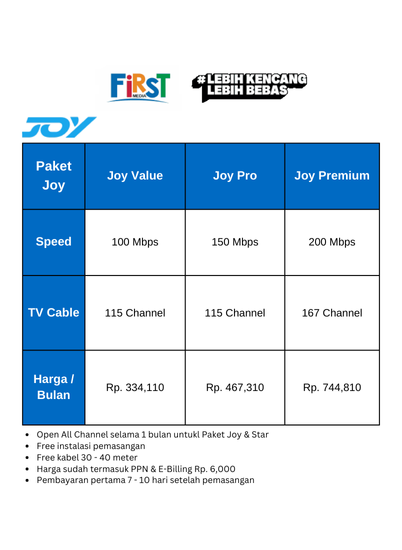 FiRST
MEDIA
#LEBIH KENCANG
LEBIH BEBAS
JOY
Paket Joy
Joy Value
Joy Pro
Joy Premium
Speed
100 Mbps
150 Mbps
200 Mbps
TV Cable
115 Channel
115 Channel
167 Channel
Harga / Bulan
Rp. 334,110
Rp. 467,310
Rp. 744,810
• Open All Channel selama 1 bulan untukl Paket Joy & Star
• Free instalasi pemasangan
• Free kabel 30 - 40 meter
• Harga sudah termasuk PPN & E-Billing Rp. 6,000
• Pembayaran pertama 7 - 10 hari setelah pemasangan